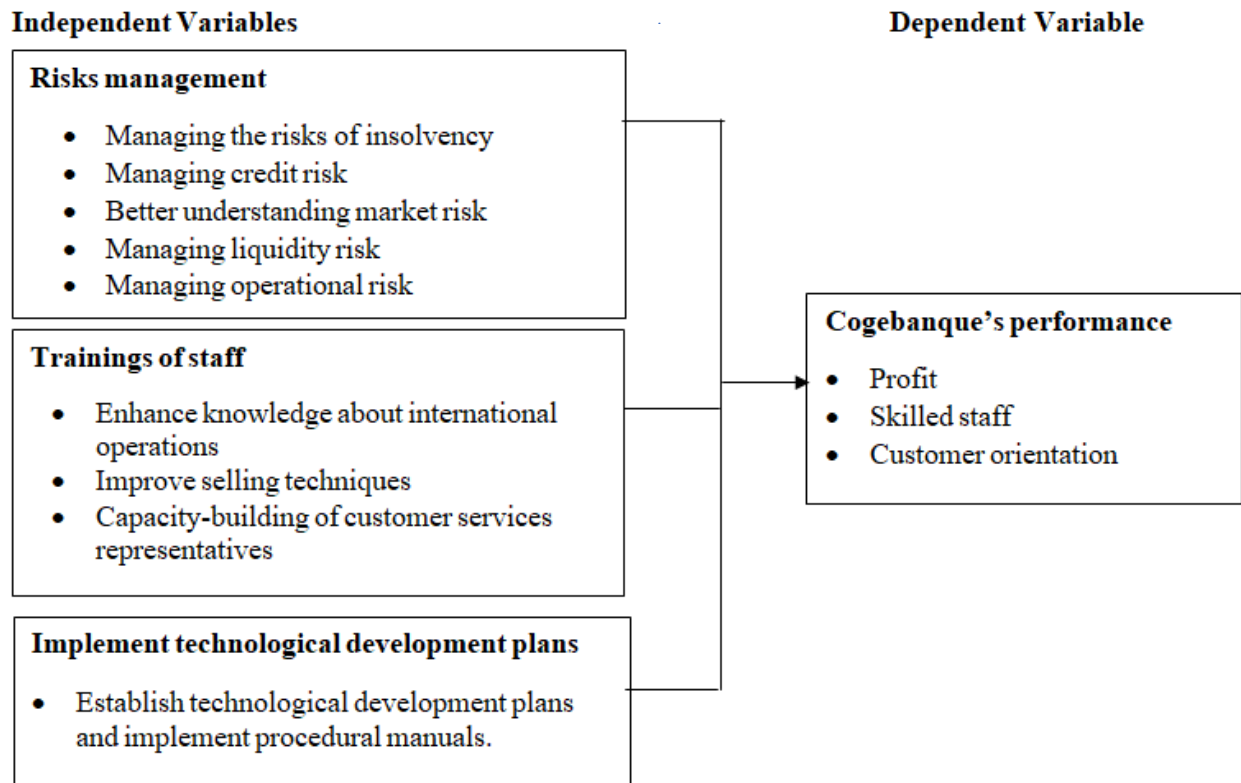 Independent Variables
Dependent Variable
Risks management
• Managing the risks of insolvency
• Managing credit risk
• Better understanding market risk
• Managing liquidity risk
• Managing operational risk
Trainings of staff
• Enhance knowledge about international
operations
• Improve selling techniques
• Capacity-building of customer services
representatives
Implement technological development plans
• Establish technological development plans
and implement procedural manuals.
Cogebanque’s performance
• Profit
• Skilled staff
• Customer orientation